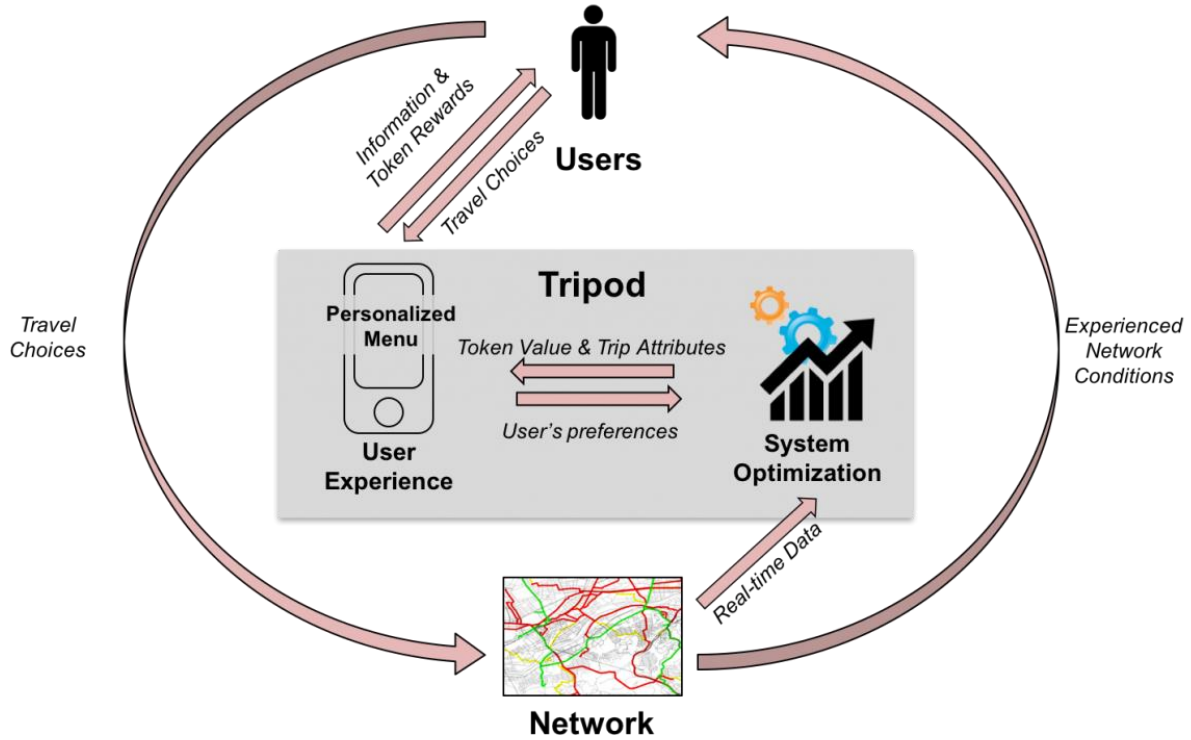 Information &
Token Rewards
Travel Choices
Users
Tripod
Personalized
Menu
Token Value & Trip Attributes
User's preferences
User
Experience
System
Optimization
Travel
Choices
Experienced
Network
Conditions
Real-time Data
Network